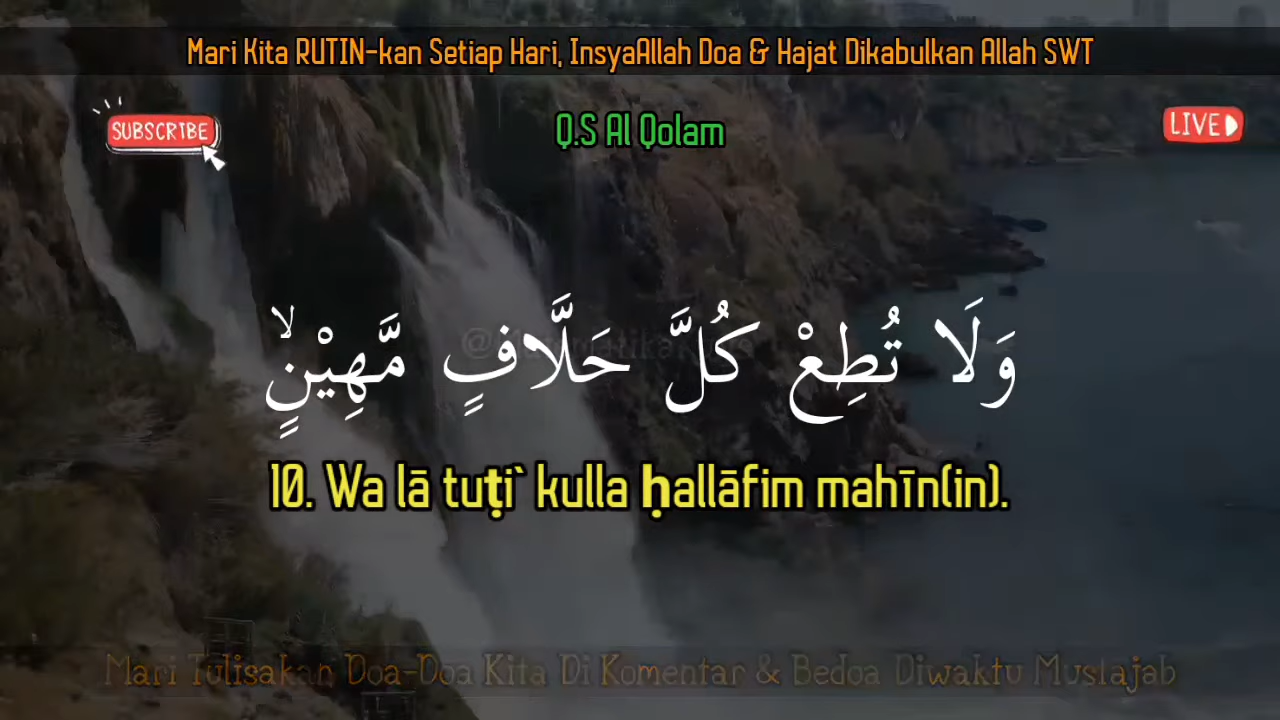 Mari Kita RUTIN-kan Setiap Hari, InsyaAllah Doa & Hajat Dikabulkan Allah SWT
SUBSCRIBE
Q.S Al Qolam
LIVE
وَلَا تُطِعْ كُلَّ حَلَّافٍ مَّهِيْنٍۙ
10. Wa lā tuṭi` kulla ḥallāfim mahīn(in).
Mari Tulisakan Doa-Doa Kita Di Komentar & Bedoa Diwaktu Mustajab